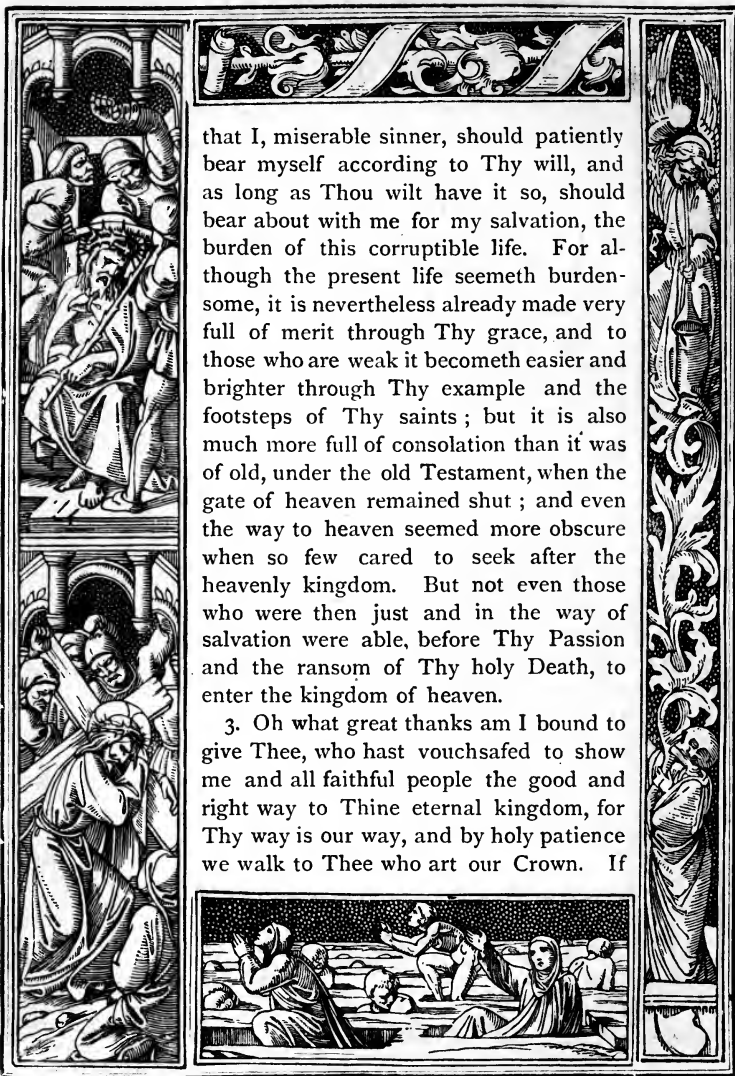 that I, miserable sinner, should patiently
bear myself according to Thy will, and
as long as Thou wilt have it so, should
bear about with me for my salvation, the
burden of this corruptible life. For al-
though the present life seemeth burden-
some, it is nevertheless already made very
full of merit through Thy grace, and to
those who are weak it becometh easier and
brighter through Thy example and the
footsteps of Thy saints ; but it is also
much more full of consolation than it was
of old, under the old Testament, when the
gate of heaven remained shut ; and even
the way to heaven seemed more obscure
when so few cared to seek after the
heavenly kingdom. But not even those
who were then just and in the way of
salvation were able, before Thy Passion
and the ransom of Thy holy Death, to
enter the kingdom of heaven.
3. Oh what great thanks am I bound to
give Thee, who hast vouchsafed to show
me and all faithful people the good and
right way to Thine eternal kingdom, for
Thy way is our way, and by holy patience
we walk to Thee who art our Crown. If